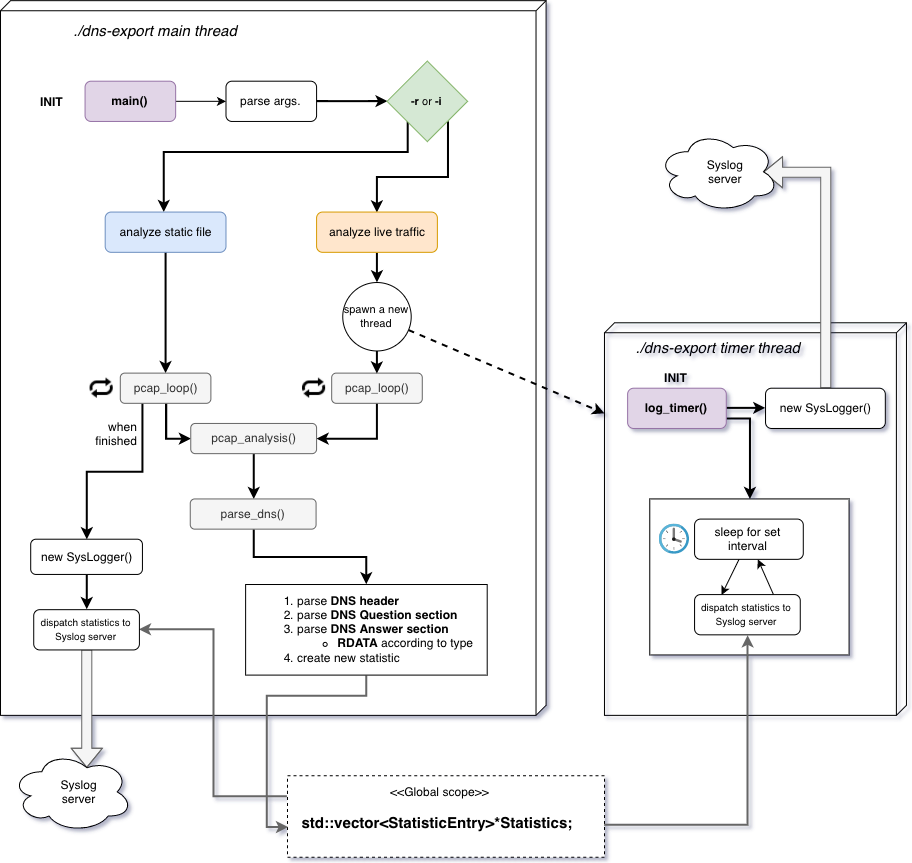 ./dns-export main thread
INIT
main()
parse args.
-r or -i
analyze static file
analyze live traffic
spawn a new
thread
pcap_loop()
pcap_loop()
when
finished
pcap_analysis()
parse_dns()
new SysLogger()
dispatch statistics to
Syslog server
1. parse DNS header
2. parse DNS Question section
3. parse DNS Answer section
RDATA according to type
4. create new statistic
Syslog
server
Syslog
server
./dns-export timer thread
INIT
log_timer()
new SysLogger()
sleep for set
interval
dispatch statistics to
Syslog server
<<Global scope>>
std::vector<StatisticEntry>*Statistics;